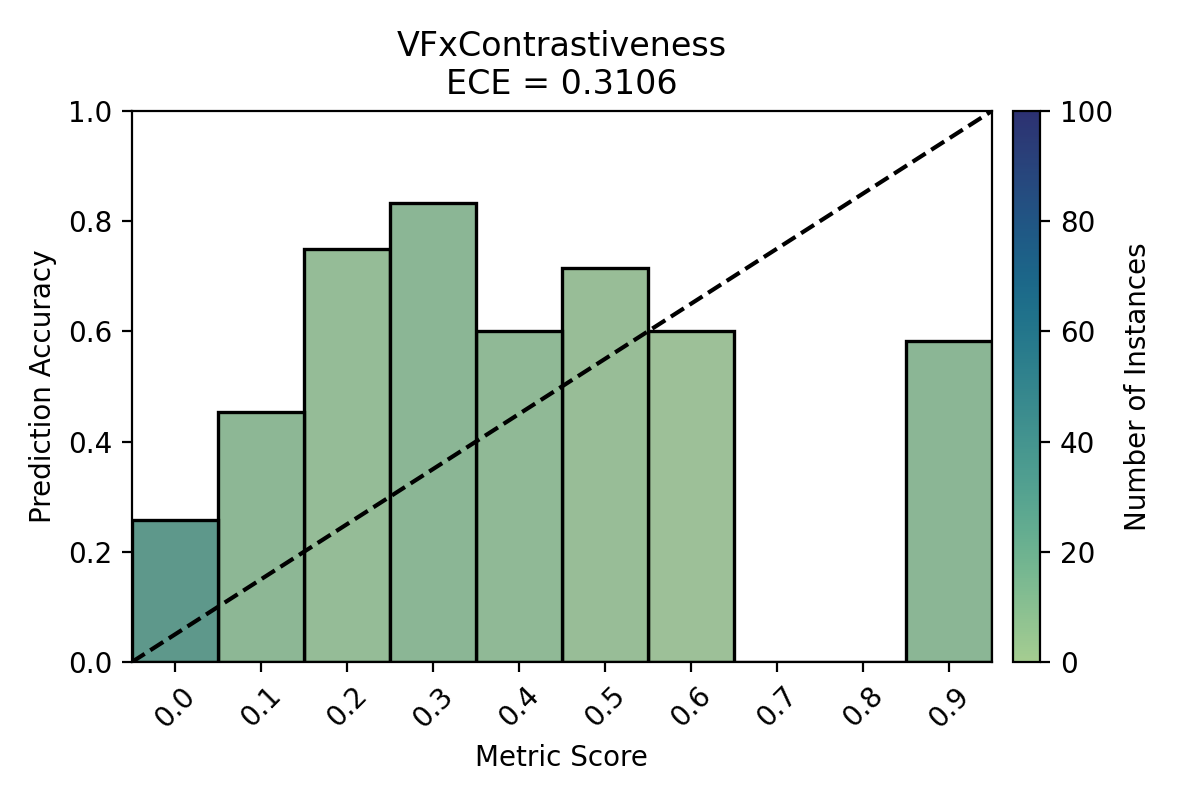 VFxContrastiveness
ECE = 0.3106
Prediction Accuracy
1.0
0.8
0.6
0.4
0.2
0.0
0.0 0.1 0.2 0.3 0.4 0.5 0.6 0.7 0.8 0.9
Metric Score
100
80
60
40
20
0
Number of Instances